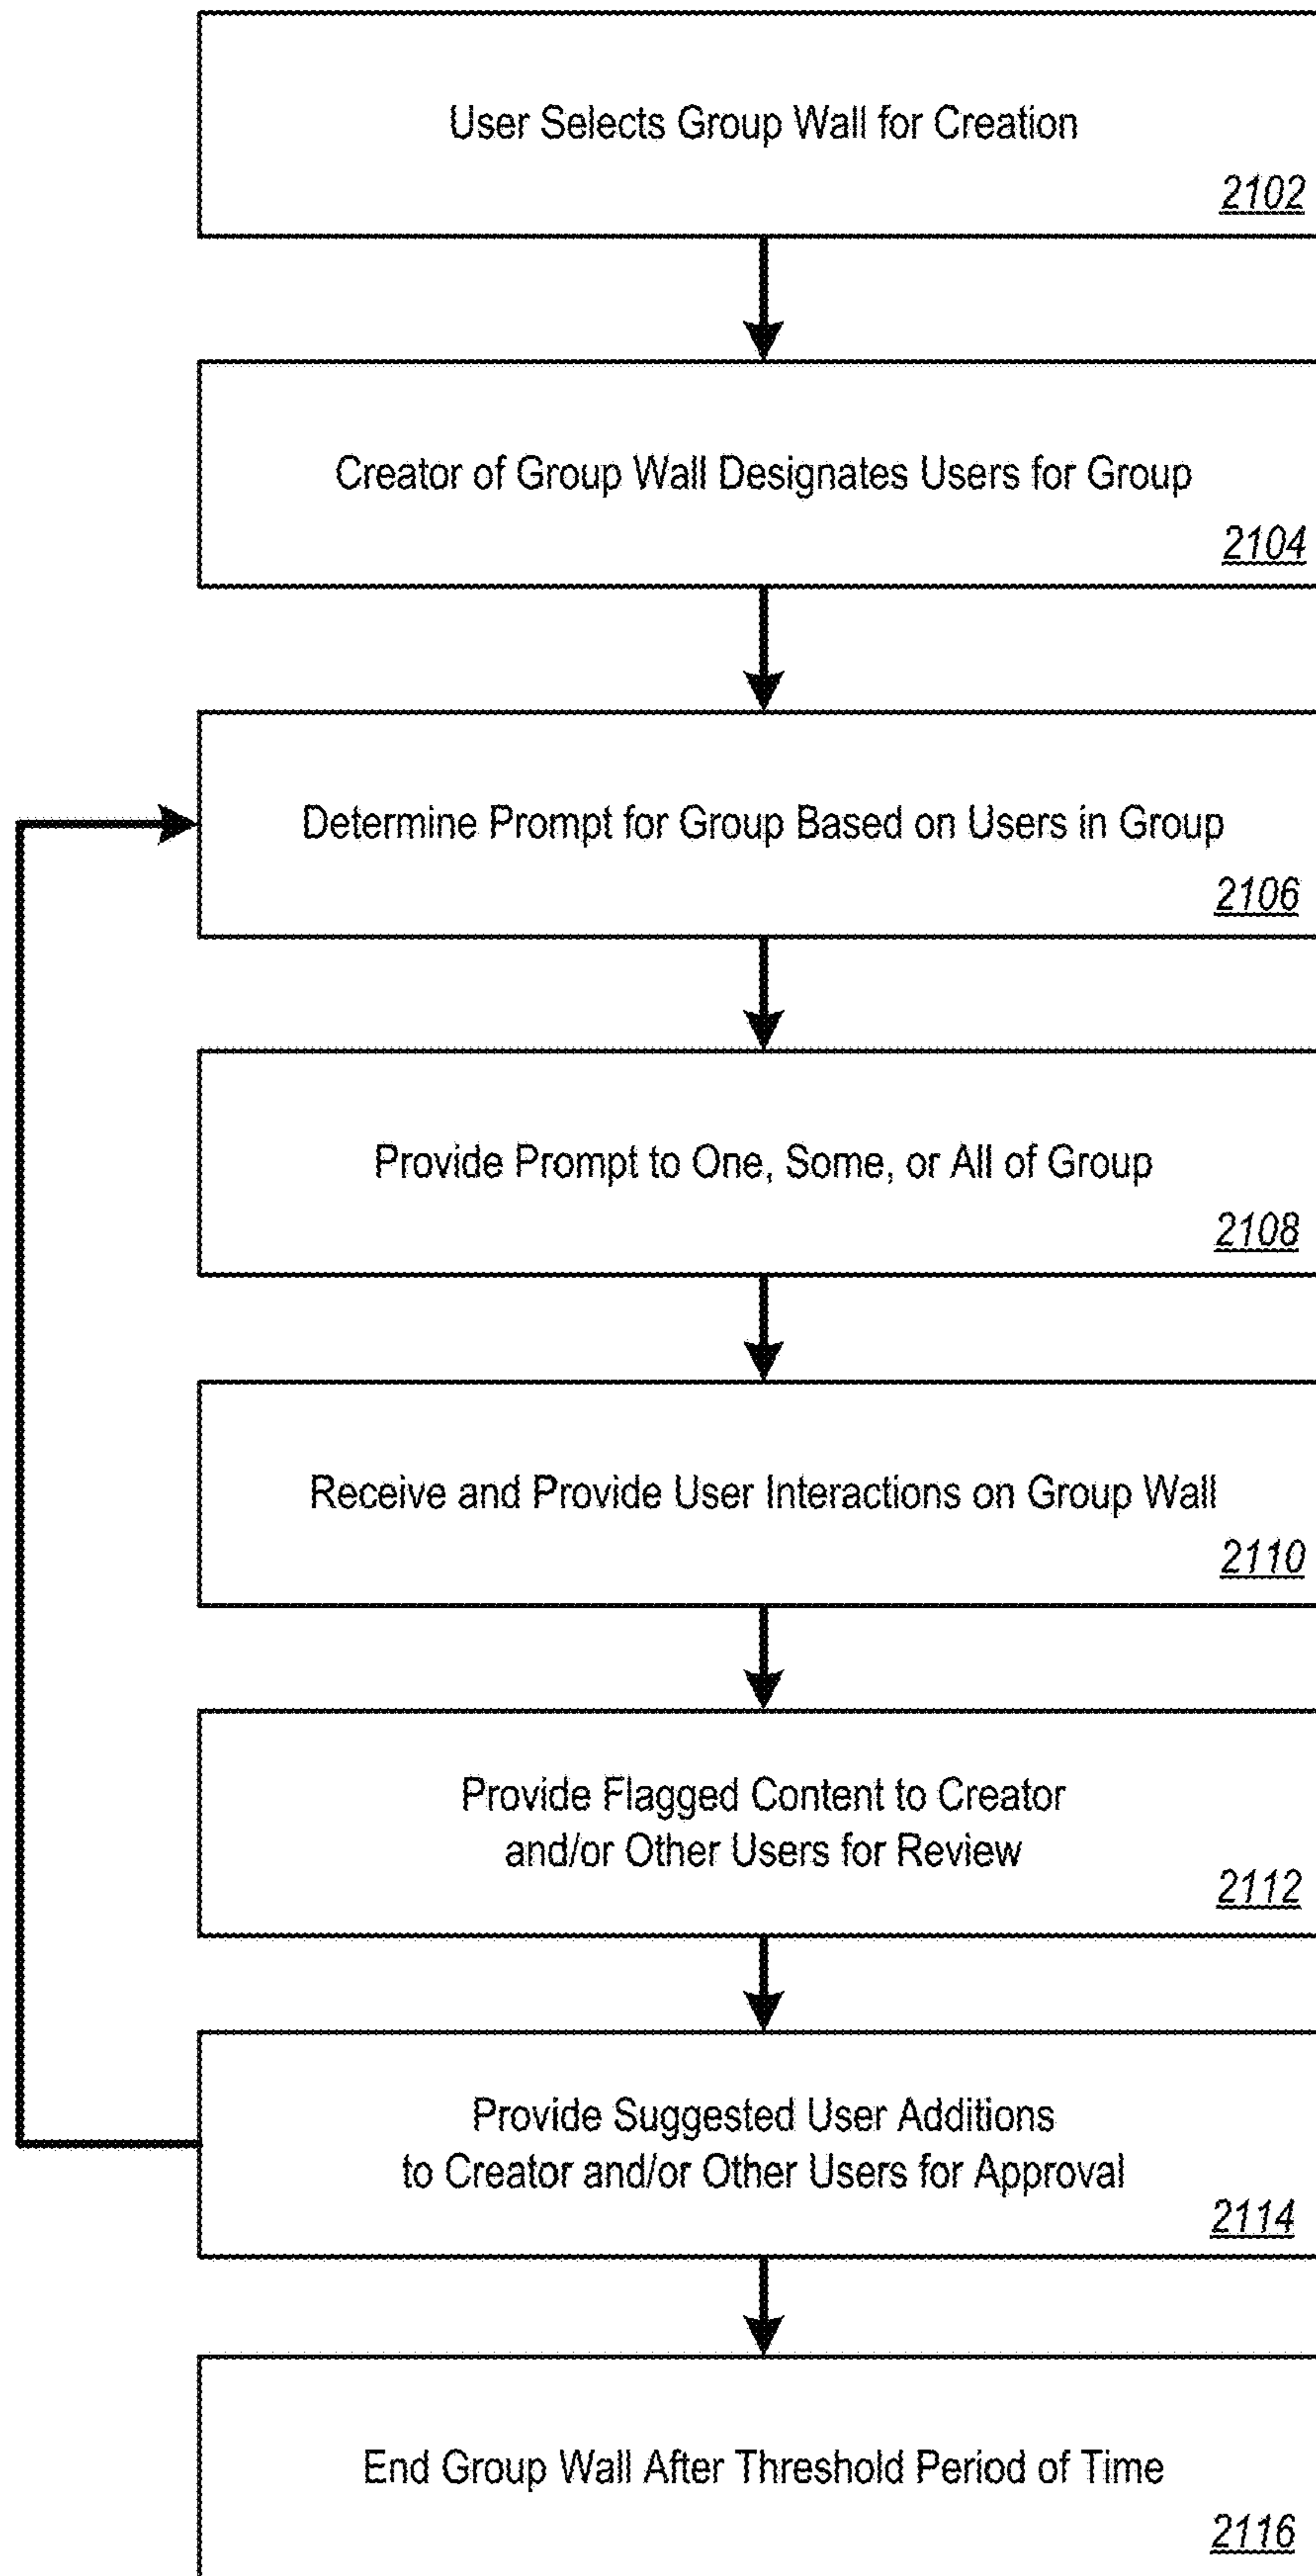 User Selects Group Wall for Creation
2102
Creator of Group Wall Designates Users for Group
2104
Determine Prompt for Group Based on Users in Group
2106
Provide Prompt to One, Some, or All of Group
2108
Receive and Provide User Interactions on Group Wall
2110
Provide Flagged Content to Creator
and/or Other Users for Review
2112
Provide Suggested User Additions
to Creator and/or Other Users for Approval
2114
End Group Wall After Threshold Period of Time
2116